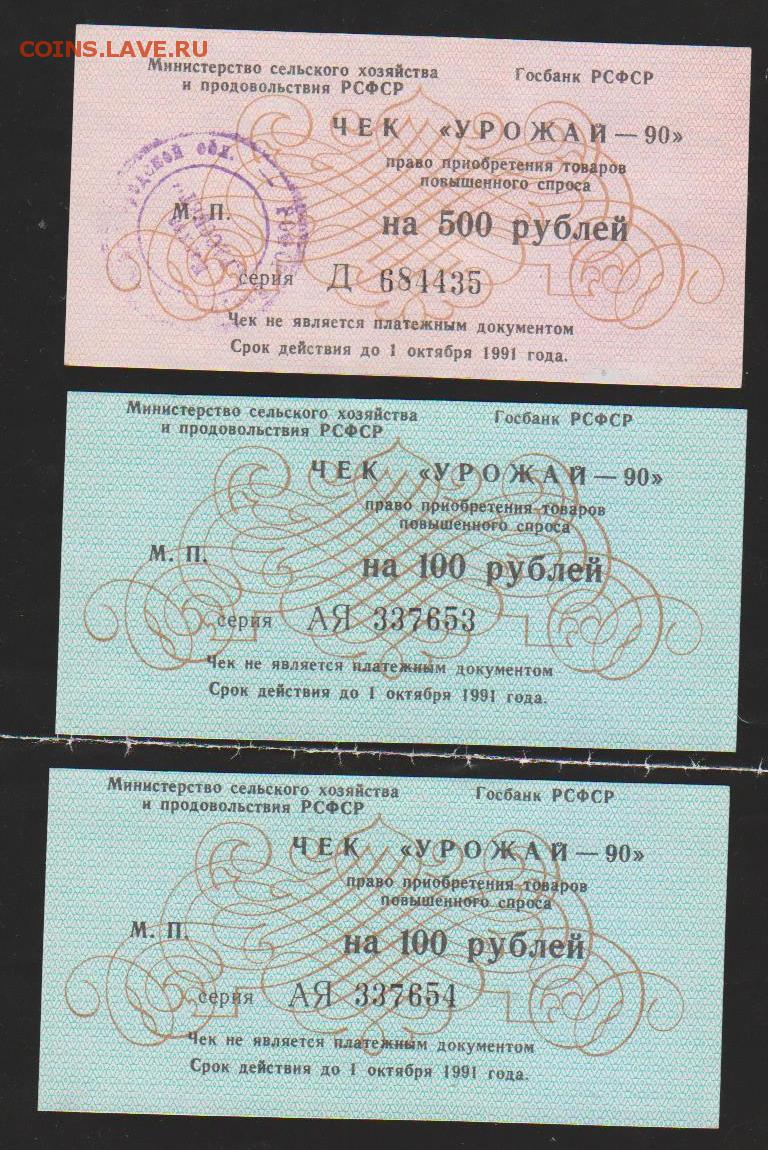 COINS.LAVE.RU
Министерство сельского хозяйства
и продовольствия РСФСР
Госбанк РСФСР
ЧЕК «УРОЖАЙ—90»
право приобретения товаров
повышенного спроса
обл.
М. П.
на 500 рублей
серия Д 684435
Чек не является платежным документом
Срок действия до 1 октября 1991 года.
Министерство сельского хозяйства
и продовольствия РСФСР
Госбанк РСФСР
ЧЕК «УРОЖАЙ—90»
право приобретения товаров
повышенного спроса
М. П.
на 100 рублей
серия АЯ 337653
Чек не является платежным документом
Срок действия до 1 октября 1991 года.
Министерство сельского хозяйства
и продовольствия РСФСР
Госбанк РСФСР
ЧЕК «УРОЖАЙ—90»
право приобретения товаров
повышенного спроса
М. П.
на 100 рублей
серия АЯ 337654
Чек не является платежным документом
Срок действия до 1 октября 1991 года.